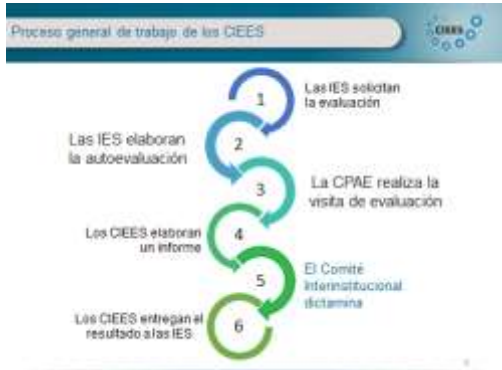 Proceso general de trabajo de los CIEES
CIEES
1
Las IES solicitan
la evaluación
Las IES elaboran
la autoevaluación
2
3
La CPAE realiza la
visita de evaluación
Los CIEES elaboran
un informe
4
5
El Comité
Interinstitucional
dictamina
Los CIEES entregan el
resultado a las IES
6